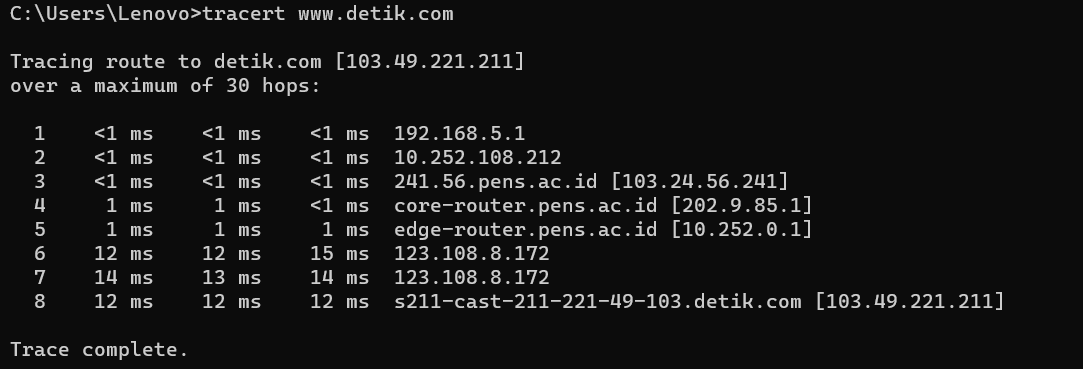 C:\Users\Lenovo>tracert www.detik.com
Tracing route to detik.com [103.49.221.211]
over a maximum of 30 hops:
1 <1 ms <1 ms <1 ms 192.168.5.1
2 <1 ms <1 ms <1 ms 10.252.108.212
3 <1 ms <1 ms <1 ms 241.56.pens.ac.id [103.24.56.241]
4 1 ms 1 ms <1 ms core-router.pens.ac.id [202.9.85.1]
5 1 ms 1 ms 1 ms edge-router.pens.ac.id [10.252.0.1]
6 12 ms 12 ms 15 ms 123.108.8.172
7 14 ms 13 ms 14 ms 123.108.8.172
8 12 ms 12 ms 12 ms s211-cast-211-221-49-103.detik.com [103.49.221.211]
Trace complete.